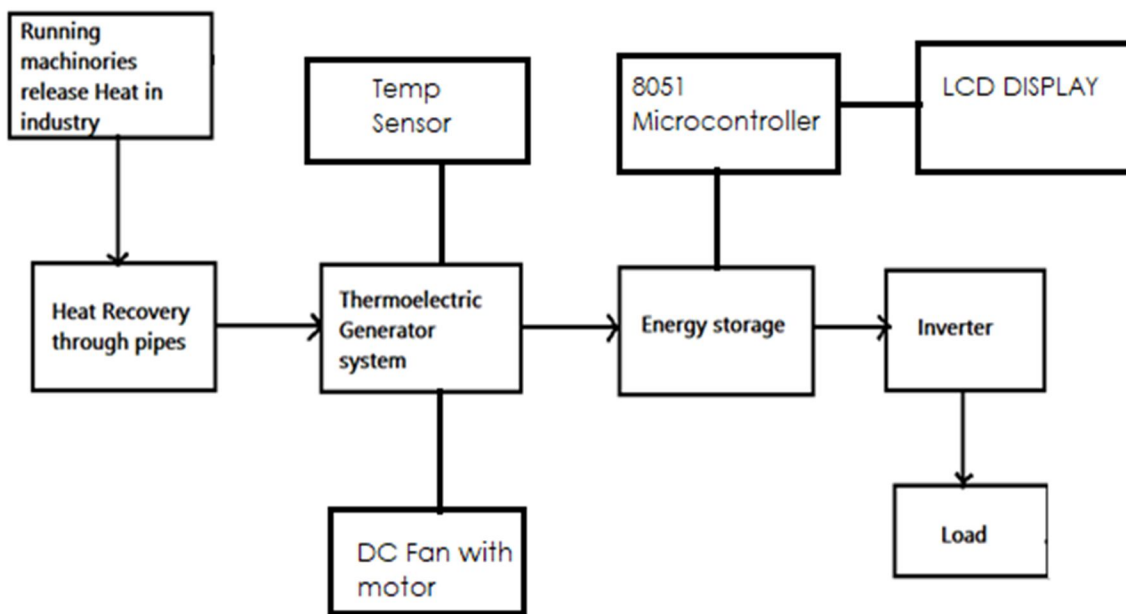 Running
machinories
release Heat in
industry
Temp
Sensor
8051
Microcontroller
LCD DISPLAY
Heat Recovery
through pipes
Thermoelectric
Generator
system
Energy storage
Inverter
DC Fan with
motor
Load